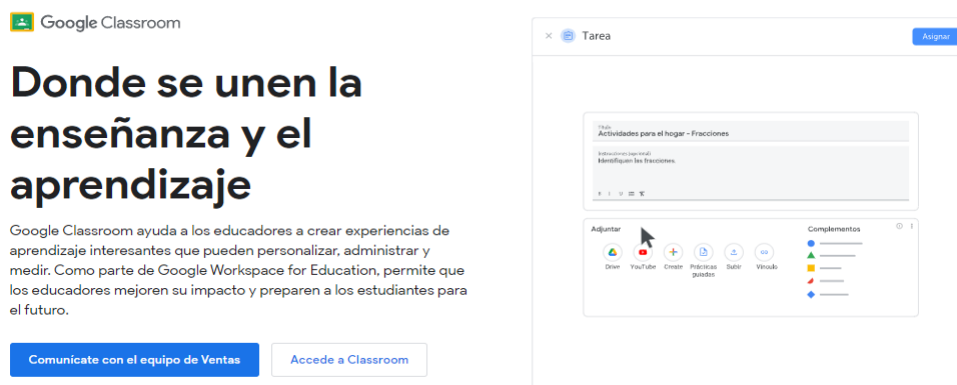 Google Classroom
Donde se unen la
enseñanza y el
aprendizaje
Google Classroom ayuda a los educadores a crear experiencias de
aprendizaje interesantes que pueden personalizar, administrar y
medir. Como parte de Google Workspace for Education, permite que
los educadores mejoren su impacto y preparen a los estudiantes para
el futuro.
Comunícate con el equipo de Ventas
Accede a Classroom
Tarea
Asignar
Título
Actividades para el hogar - Fracciones
Identifiquen las fracciones.
Adjuntar
Drive
YouTube
Create
Prácticas
guiadas
Subir
Vínculo
Complementos